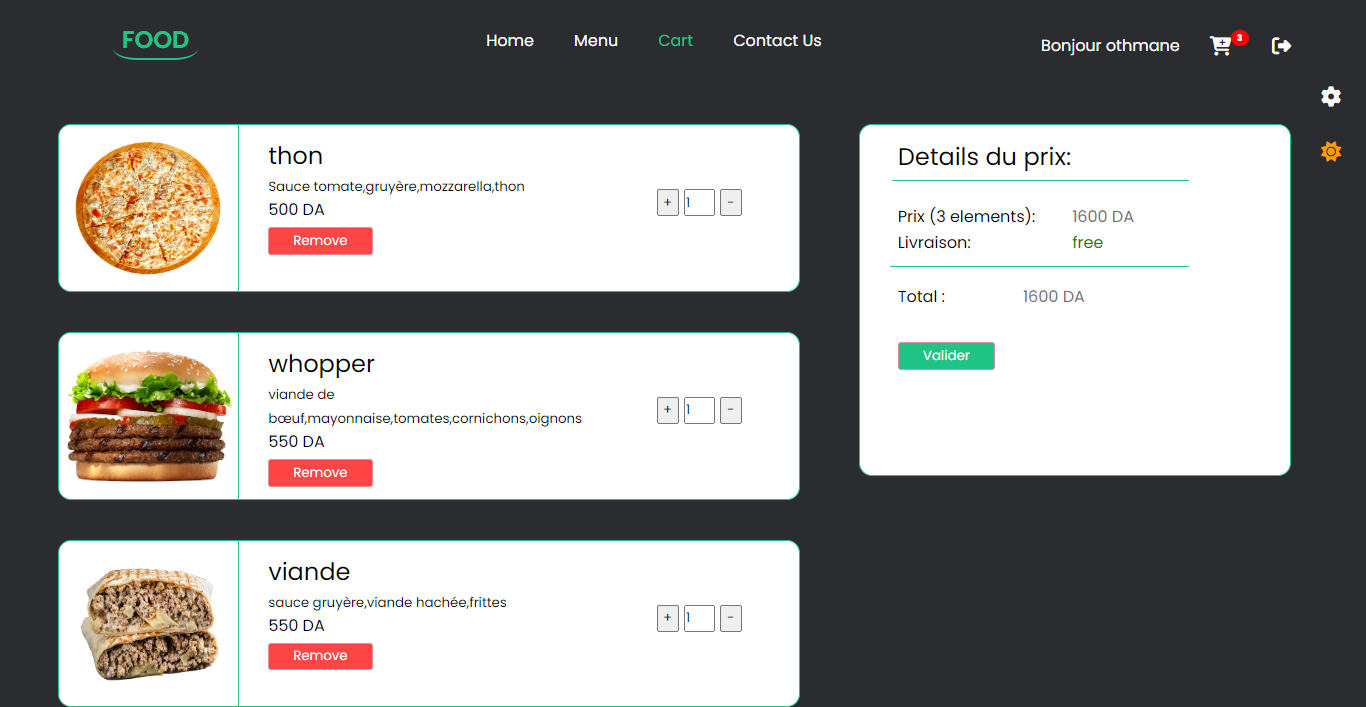 FOOD
Home Menu Cart Contact Us
Bonjour othmane
3
thon
Sauce tomate,gruyère,mozzarella,thon
500 DA
Remove
+ 1 -
whopper
viande de
bœuf,mayonnaise,tomates,cornichons,oignons
550 DA
Remove
+ 1 -
viande
sauce gruyère,viande hachée,frittes
550 DA
Remove
+ 1 -
Details du prix:
Prix (3 elements): 1600 DA
Livraison: free
Total : 1600 DA
Valider